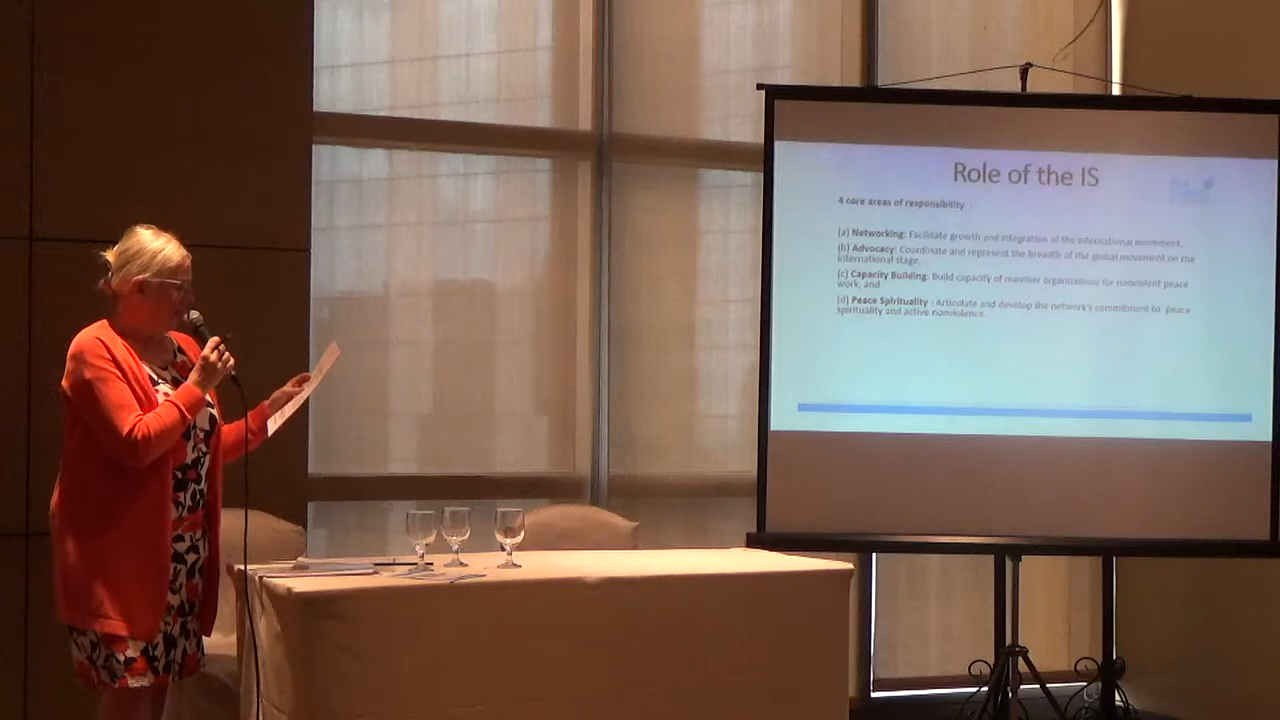 Role of the IS
4 core areas of responsibility
(a) Networking: Facilitate growth and integration of the international movement,
(b) Advocacy: Coordinate and represent the breadth of the global movement on the
international stage,
(c) Capacity Building: Build capacity of member organizations for nonviolent peace
work, and
(d) Peace Spirituality : Articulate and develop the network's commitment to peace
spirituality and active nonviolence.